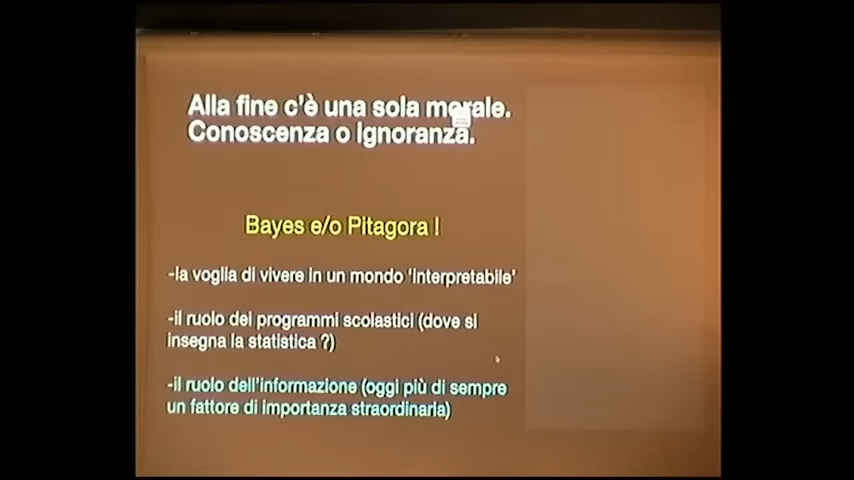 Alla fine c'è una sola morale.
Conoscenza o ignoranza.
Bayes e/o Pitagora !
-la voglia di vivere in un mondo 'interpretabile'
-il ruolo dei programmi scolastici (dove si
insegna la statistica ?)
-il ruolo dell'informazione (oggi più di sempre
un fattore di importanza straordinaria)